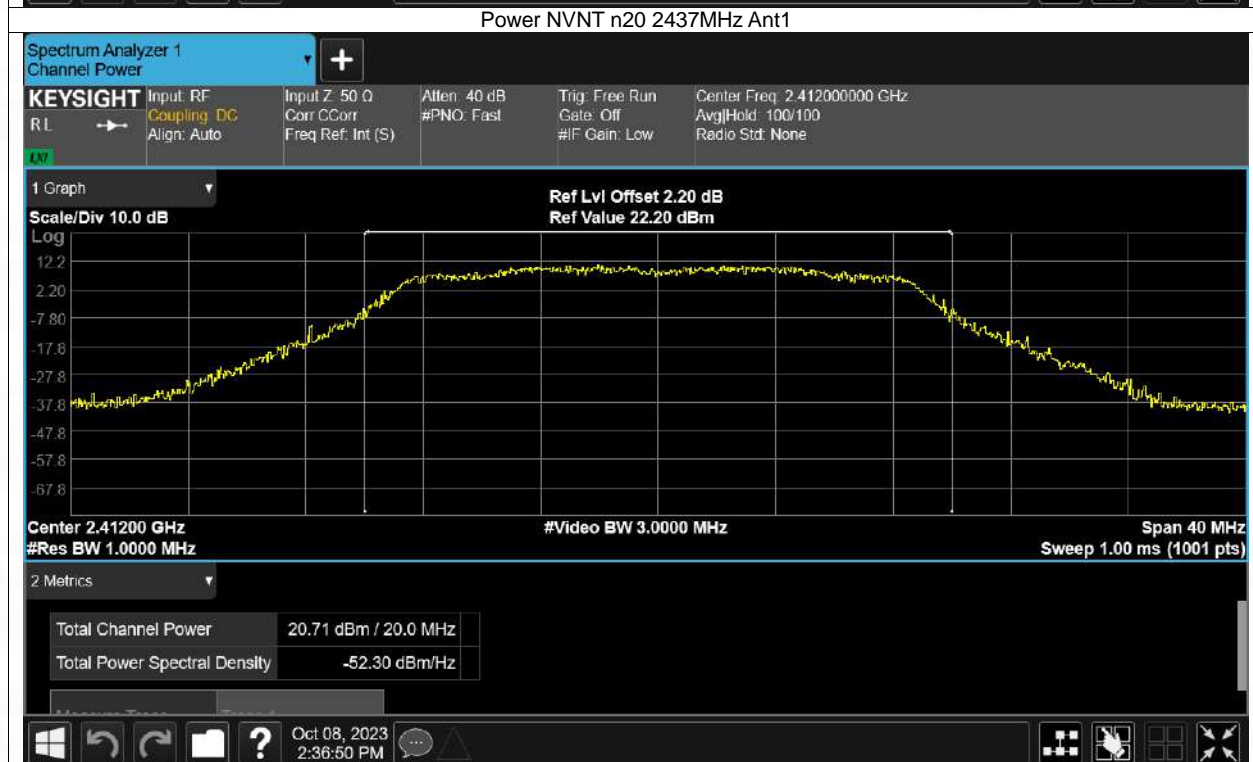 Power NVNT n20 2437MHz Ant1
Spectrum Analyzer 1
Channel Power
+
KEYSIGHT
RL
LXI
Input: RF
Coupling: DC
Align: Auto
Input Z: 50 Ω
Corr CCorr
Freq Ref: Int (S)
Atten: 40 dB
#PNO: Fast
Trig: Free Run
Gate: Off
#IF Gain: Low
Center Freq: 2.412000000 GHz
Avg|Hold: 100/100
Radio Std: None
1 Graph
Scale/Div 10.0 dB
Ref Lvl Offset 2.20 dB
Ref Value 22.20 dBm
Log
12.2
2.20
-7.80
-17.8
-27.8
-37.8
-47.8
-57.8
-67.8
Center 2.41200 GHz
#Res BW 1.0000 MHz
#Video BW 3.0000 MHz
Span 40 MHz
Sweep 1.00 ms (1001 pts)
2 Metrics
Total Channel Power 20.71 dBm / 20.0 MHz
Total Power Spectral Density -52.30 dBm/Hz
?
Oct 08, 2023
2:36:50 PM